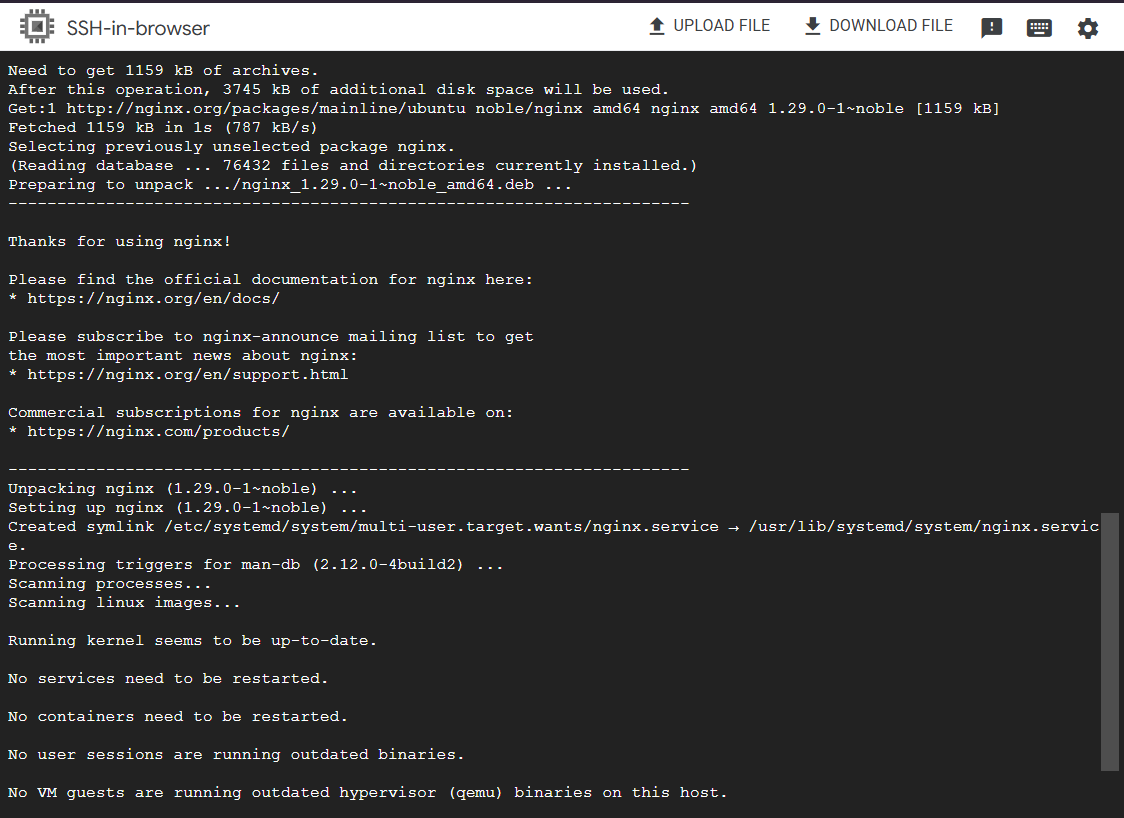 SSH-in-browser
UPLOAD FILE
DOWNLOAD FILE
Need to get 1159 kB of archives.
After this operation, 3745 kB of additional disk space will be used.
Get:1 http://nginx.org/packages/mainline/ubuntu noble/nginx amd64 nginx amd64 1.29.0-1~noble [1159 kB]
Fetched 1159 kB in 1s (787 kB/s)
Selecting previously unselected package nginx.
(Reading database ... 76432 files and directories currently installed.)
Preparing to unpack .../nginx_1.29.0-1~noble_amd64.deb ...
----------------------------------------------------------------------
Thanks for using nginx!
Please find the official documentation for nginx here:
* https://nginx.org/en/docs/
Please subscribe to nginx-announce mailing list to get
the most important news about nginx:
* https://nginx.org/en/support.html
Commercial subscriptions for nginx are available on:
* https://nginx.com/products/
----------------------------------------------------------------------
Unpacking nginx (1.29.0-1~noble) ...
Setting up nginx (1.29.0-1~noble) ...
Created symlink /etc/systemd/system/multi-user.target.wants/nginx.service → /usr/lib/systemd/system/nginx.servic
e.
Processing triggers for man-db (2.12.0-4build2) ...
Scanning processes...
Scanning linux images...
Running kernel seems to be up-to-date.
No services need to be restarted.
No containers need to be restarted.
No user sessions are running outdated binaries.
No VM guests are running outdated hypervisor (qemu) binaries on this host.